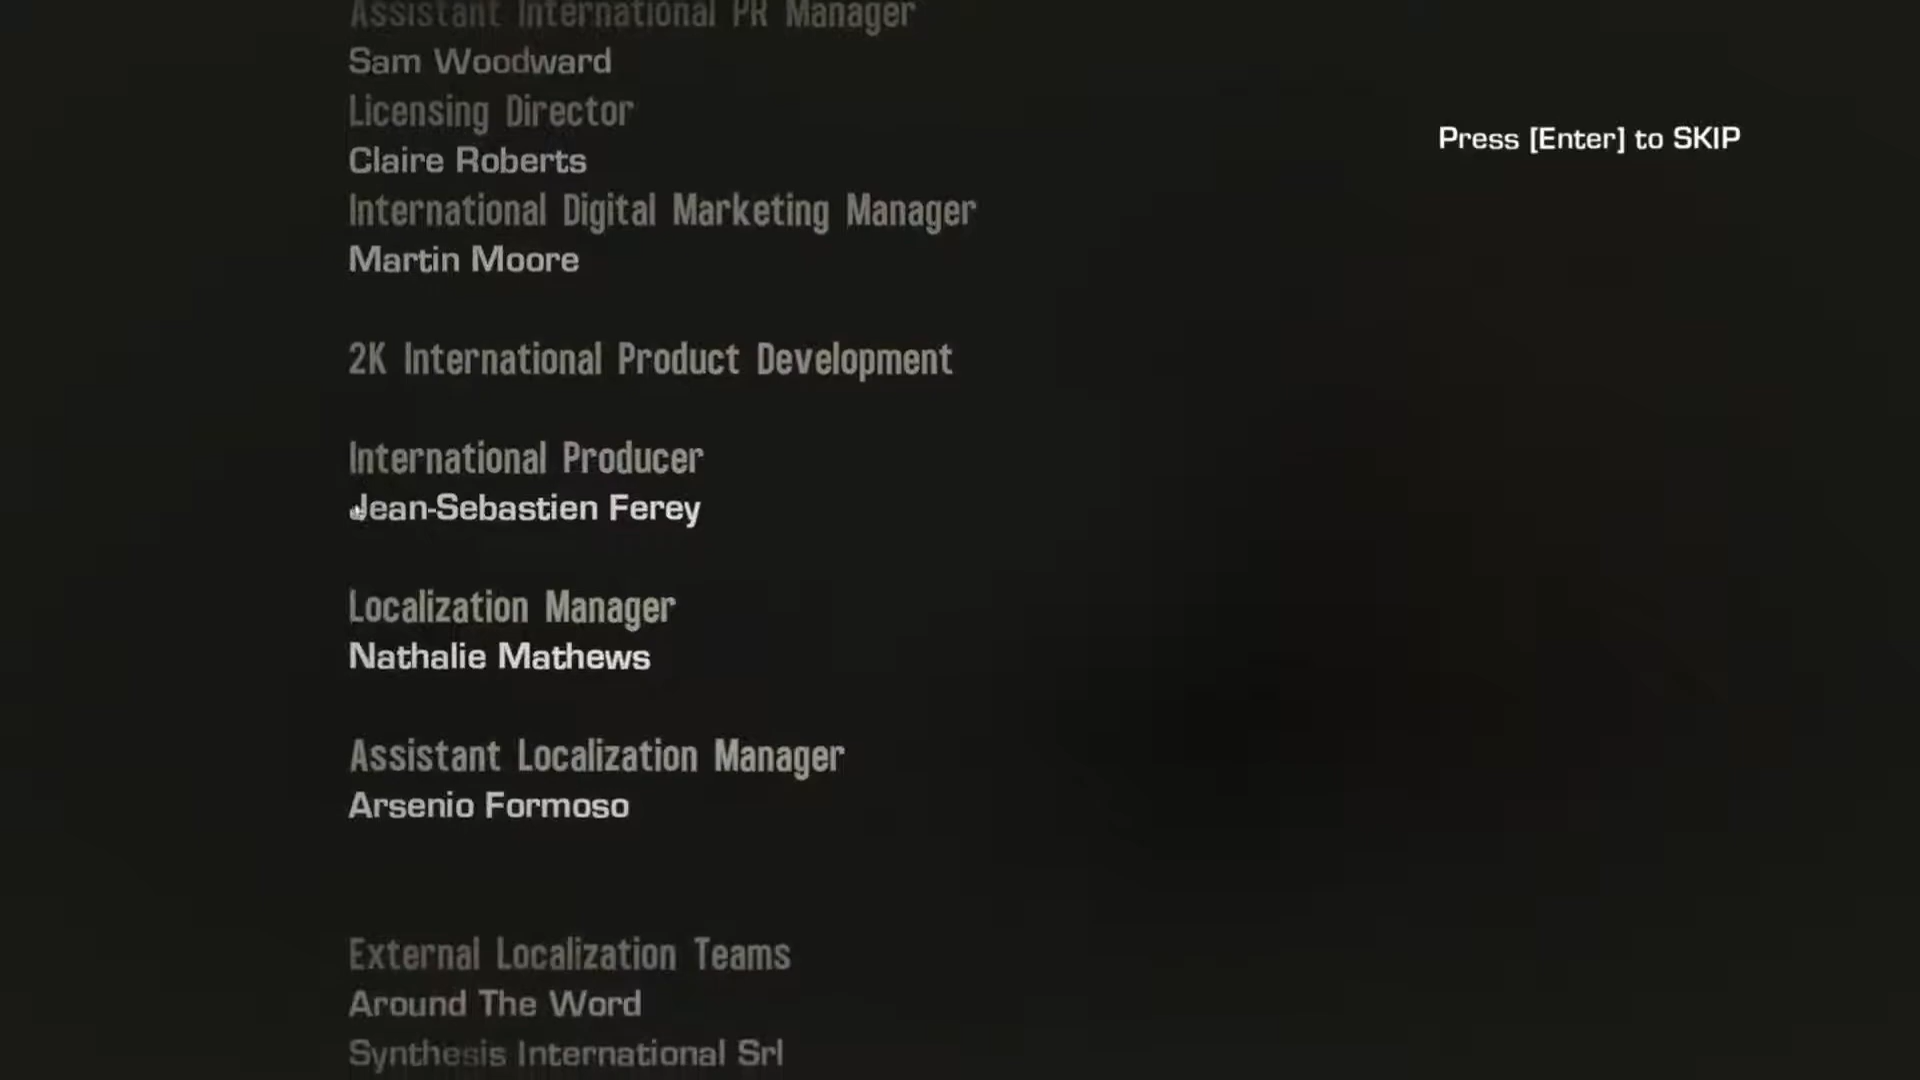 Assistant International PR Manager
Sam Woodward
Licensing Director
Claire Roberts
Press [Enter] to SKIP
International Digital Marketing Manager
Martin Moore
2K International Product Development
International Producer
Jean-Sebastien Ferey
Localization Manager
Nathalie Mathews
Assistant Localization Manager
Arsenio Formoso
External Localization Teams
Around The Word
Synthesis International Srl